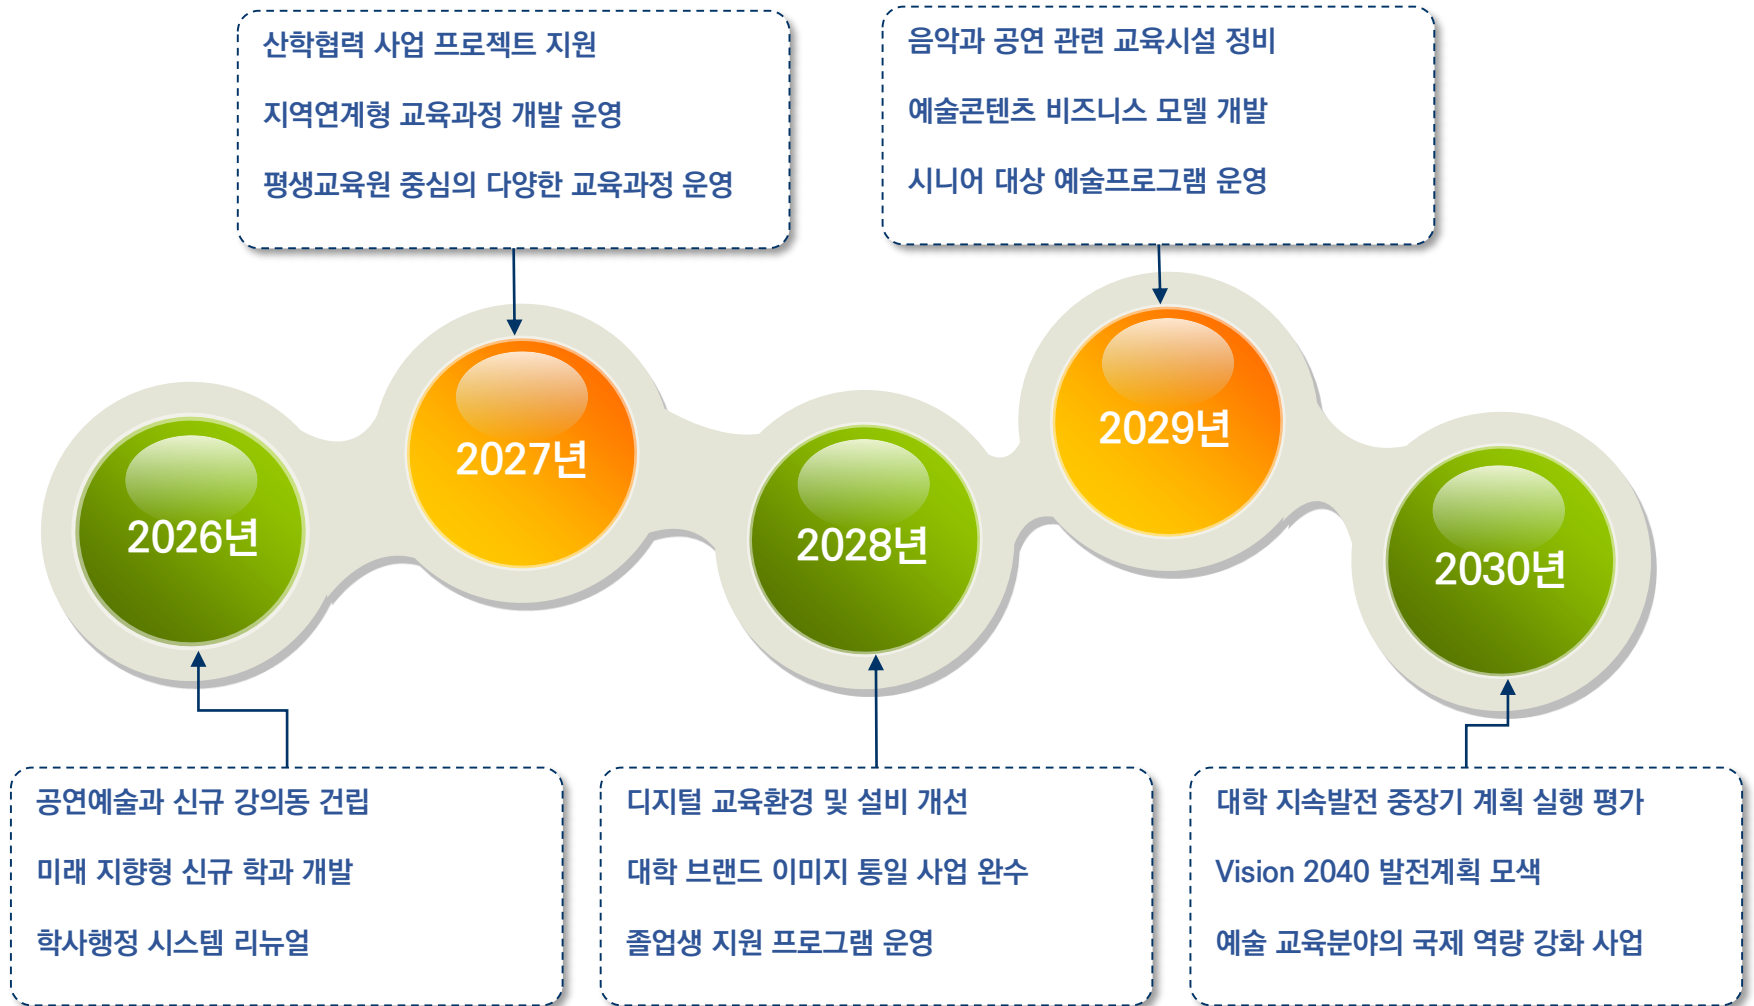 산학협력 사업 프로젝트 지원
지역연계형 교육과정 개발 운영
평생교육원 중심의 다양한 교육과정 운영
음악과 공연 관련 교육시설 정비
예술콘텐츠 비즈니스 모델 개발
시니어 대상 예술프로그램 운영
2026년
2027년
2028년
2029년
2030년
공연예술과 신규 강의동 건립
미래 지향형 신규 학과 개발
학사행정 시스템 리뉴얼
디지털 교육환경 및 설비 개선
대학 브랜드 이미지 통일 사업 완수
졸업생 지원 프로그램 운영
대학 지속발전 중장기 계획 실행 평가
Vision 2040 발전계획 모색
예술 교육분야의 국제 역량 강화 사업